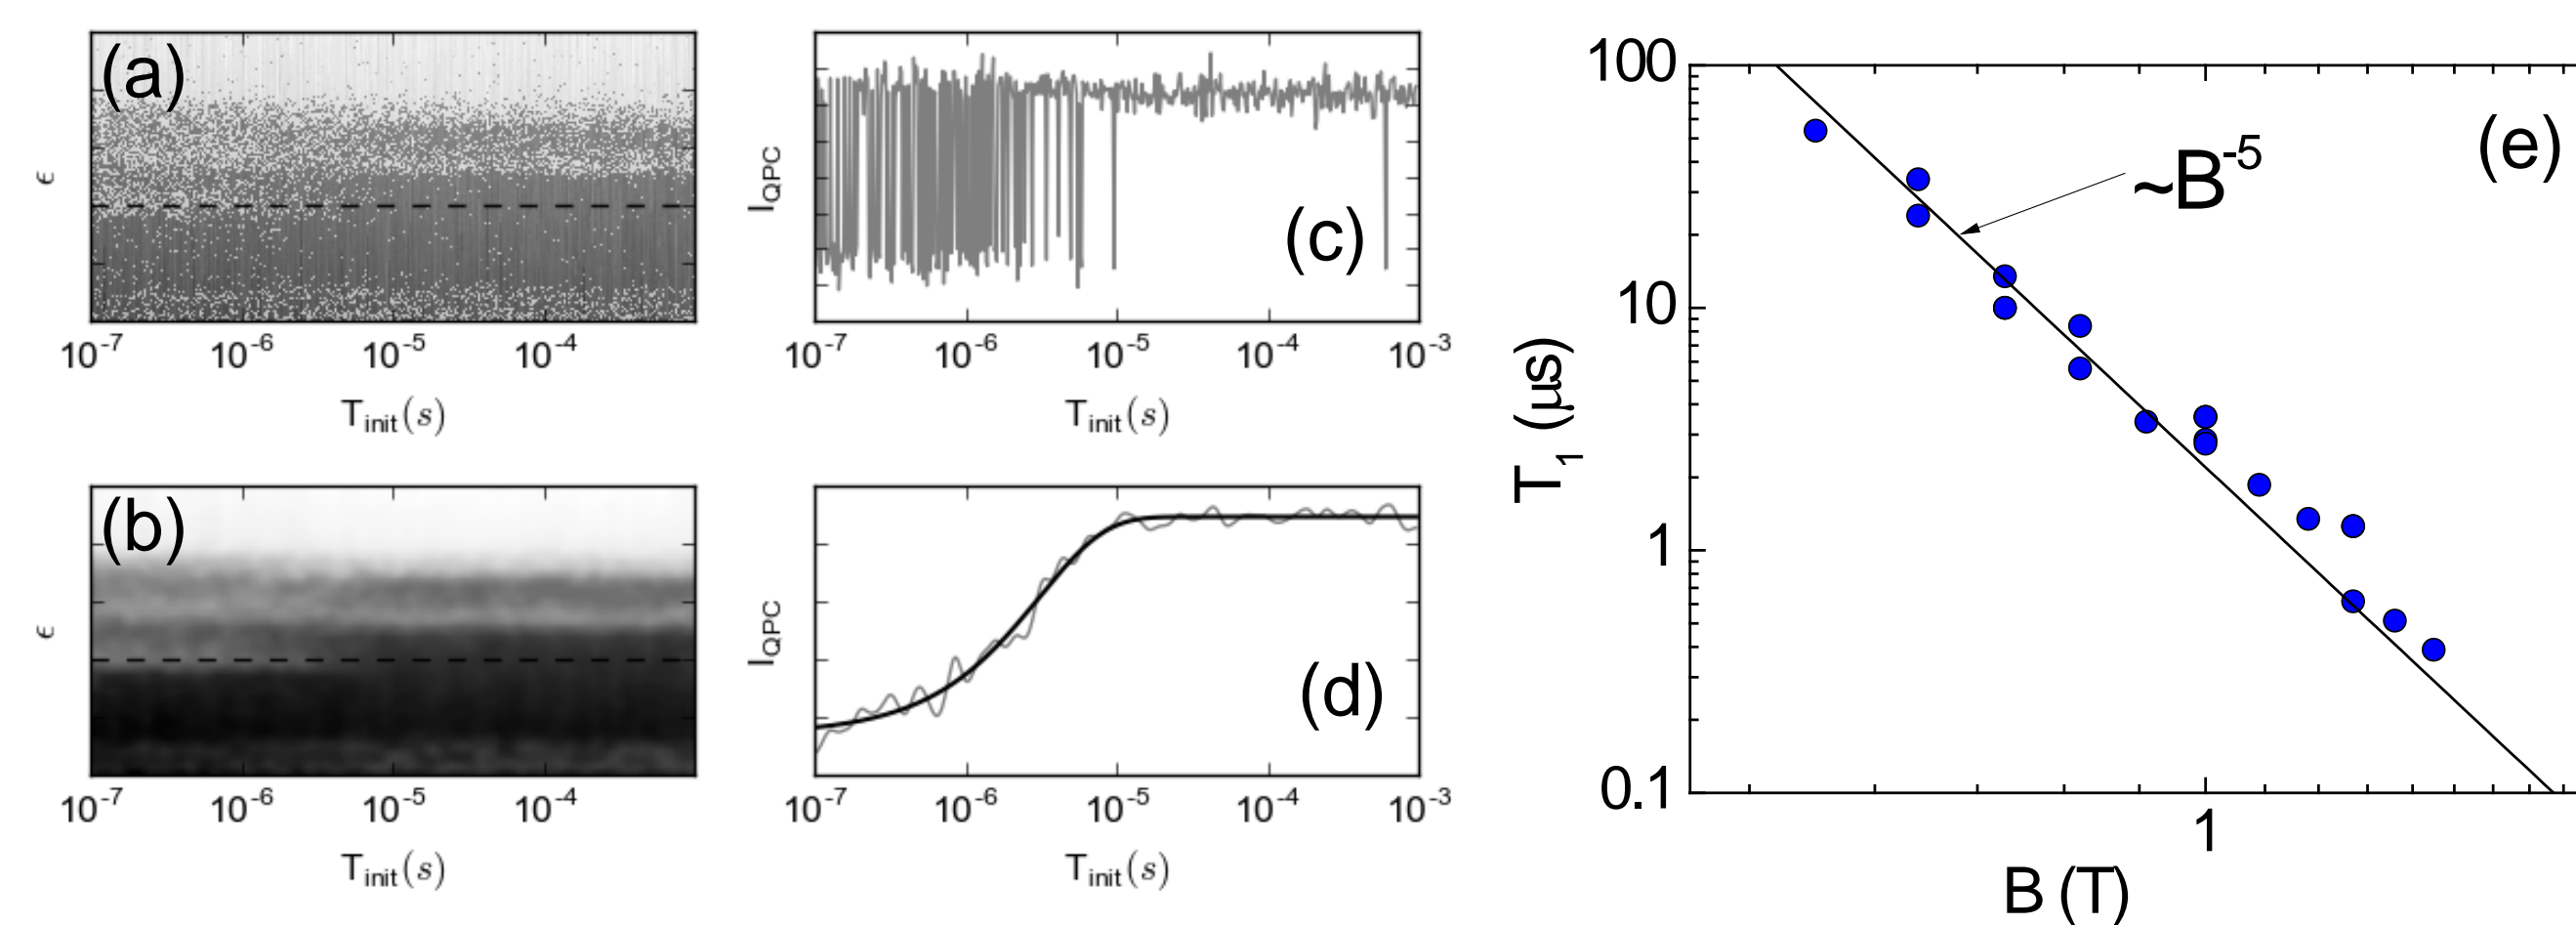 (a)
ϵ
10⁻⁷ 10⁻⁶ 10⁻⁵ 10⁻⁴
T_init(s)
(b)
ϵ
10⁻⁷ 10⁻⁶ 10⁻⁵ 10⁻⁴
T_init(s)
(c)
I_QPC
10⁻⁷ 10⁻⁶ 10⁻⁵ 10⁻⁴ 10⁻³
T_init(s)
(d)
I_QPC
10⁻⁷ 10⁻⁶ 10⁻⁵ 10⁻⁴ 10⁻³
T_init(s)
(e)
~B⁻⁵
100
10
1
0.1
T₁ (µs)
1
B (T)